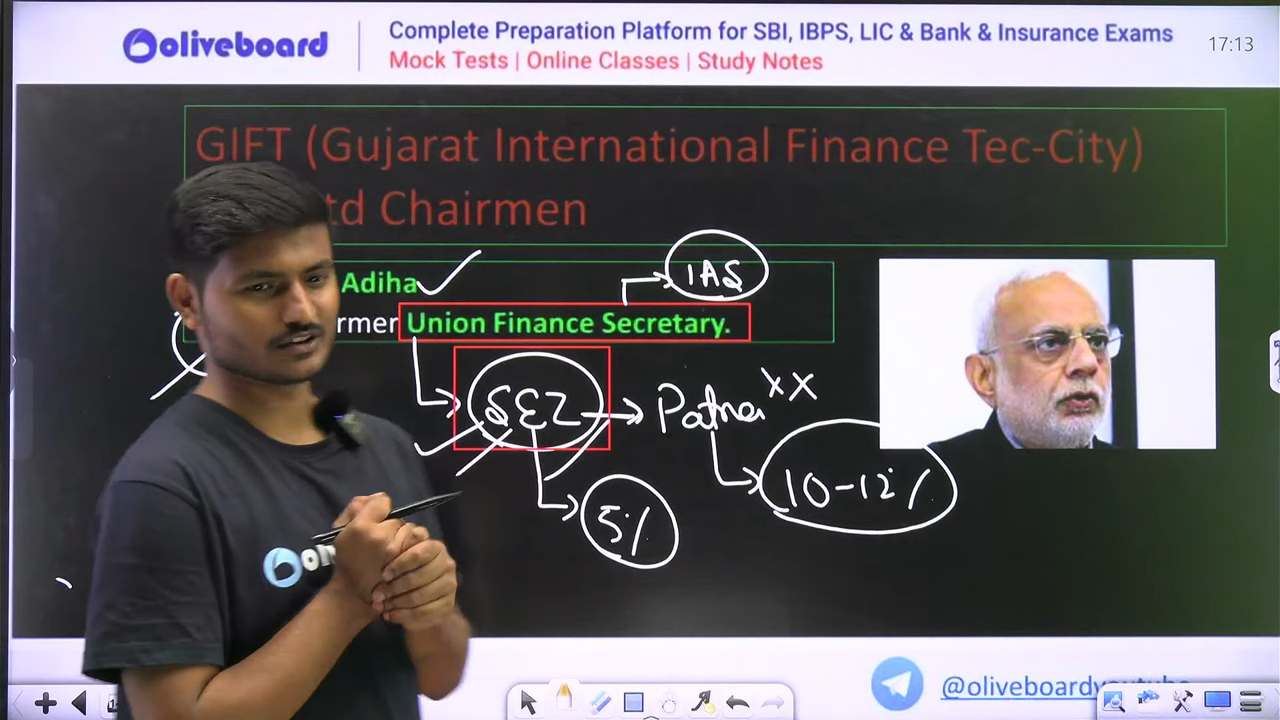 oliveboard
Complete Preparation Platform for SBI, IBPS, LIC & Bank & Insurance Exams
Mock Tests | Online Classes | Study Notes
17:13
GIFT (Gujarat International Finance Tec-City)
td Chairmen
IAS
Adiha
rmer Union Finance Secretary.
SEZ
xx
10-12%
5%
@oliveboardyoutube